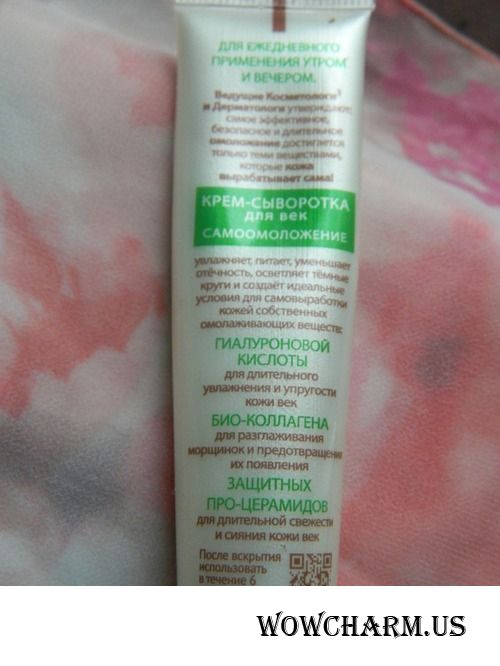 ДЛЯ ЕЖЕДНЕВНОГО
ПРИМЕНЕНИЯ УТРОМ
И ВЕЧЕРОМ.
Ведущие Косметологи¹
и Дерматологи утверждают:
самое эффективное,
безопасное и длительное
омоложение достигается
только теми веществами,
которые кожа
вырабатывает сама!
КРЕМ-СЫВОРОТКА
для век
САМООМОЛОЖЕНИЕ
увлажняет, питает, уменьшает
отёчность, осветляет тёмные
круги и создаёт идеальные
условия для самовыработки
кожей собственных
омолаживающих веществ:
ГИАЛУРОНОВОЙ
КИСЛОТЫ
для длительного
увлажнения и упругости
кожи век
БИО-КОЛЛАГЕНА
для разглаживания
морщинок и предотвращения
их появления
ЗАЩИТНЫХ
ПРО-ЦЕРАМИДОВ
для длительной свежести
и сияния кожи век
После вскрытия
использовать
в течение 6
WOWCHARM.US